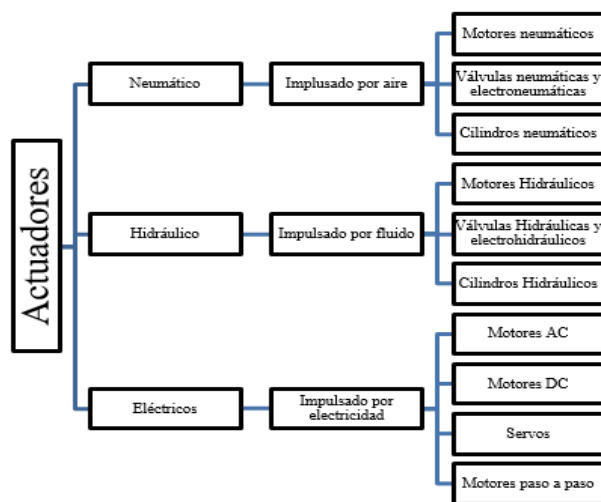 Actuadores
Neumático
Implusado por aire
Motores neumáticos
Válvulas neumáticas y
electroneumáticas
Cilindros neumáticos
Hidráulico
Impulsado por fluido
Motores Hidráulicos
Válvulas Hidráulicas y
electrohidráulicos
Cilindros Hidráulicos
Eléctricos
Impulsado por
electricidad
Motores AC
Motores DC
Servos
Motores paso a paso